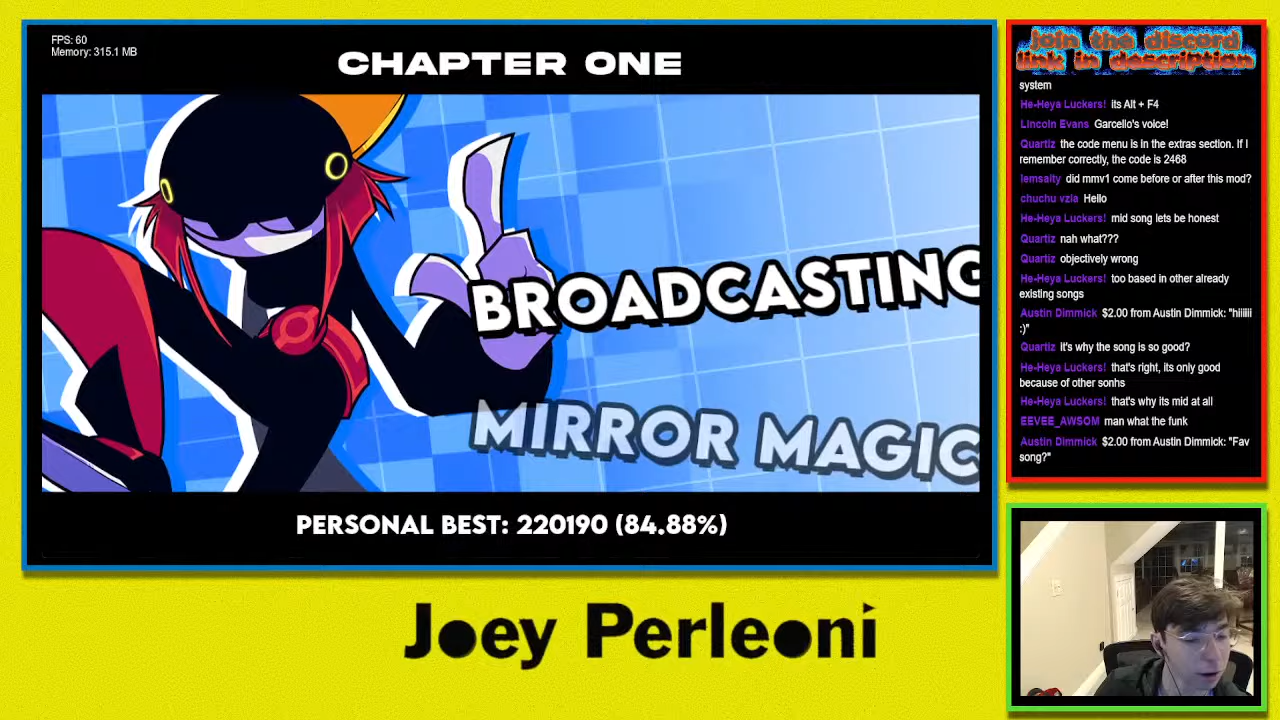 FPS: 60
Memory: 315.1 MB
CHAPTER ONE
BROADCASTING
MIRROR MAGIC
PERSONAL BEST: 220190 (84.88%)
Joey Perleoni
join the discord
link in description
system
He-Heya Luckers! its Alt + F4
Lincoln Evans Garcello's voice!
Quartiz the code menu is in the extras section. If I
remember correctly, the code is 2468
lemsalty did mmv1 come before or after this mod?
chuchu vzla Hello
He-Heya Luckers! mid song lets be honest
Quartiz nah what???
Quartiz objectively wrong
He-Heya Luckers! too based in other already
existing songs
Austin Dimmick $2.00 from Austin Dimmick: "hiiiiii
:)"
Quartiz it's why the song is so good?
He-Heya Luckers! that's right, its only good
because of other sonhs
He-Heya Luckers! that's why its mid at all
EEVEE_AWSOM man what the funk
Austin Dimmick $2.00 from Austin Dimmick: "Fav
song?"